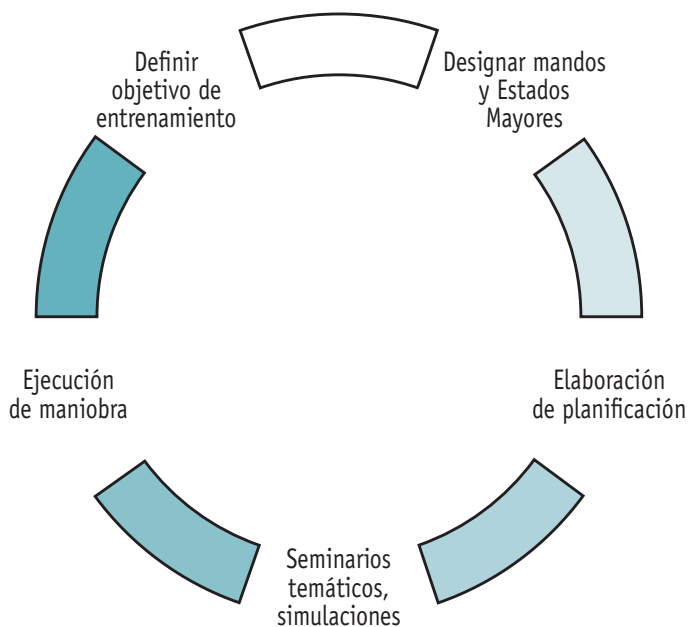 Definir
objetivo de
entrenamiento
Designar mandos
y Estados
Mayores
Elaboración
de planificación
Seminarios
temáticos,
simulaciones
Ejecución
de maniobra